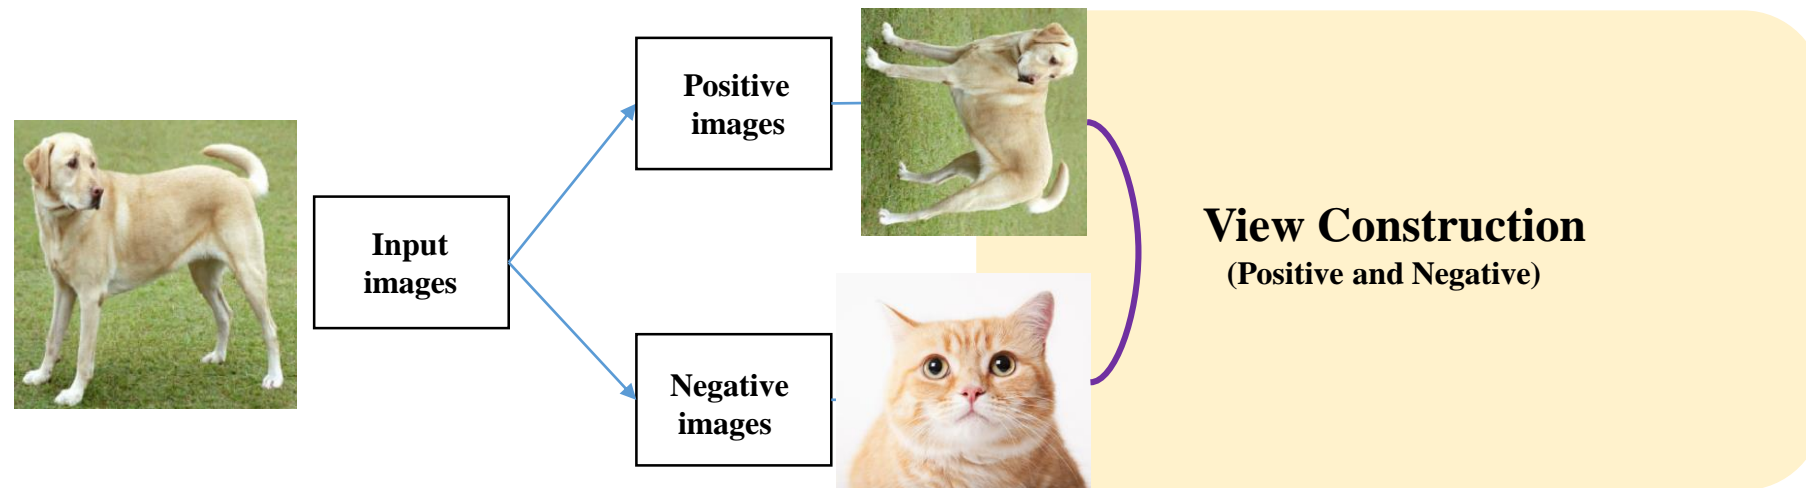 Input
images
Positive
images
Negative
images
View Construction
(Positive and Negative)